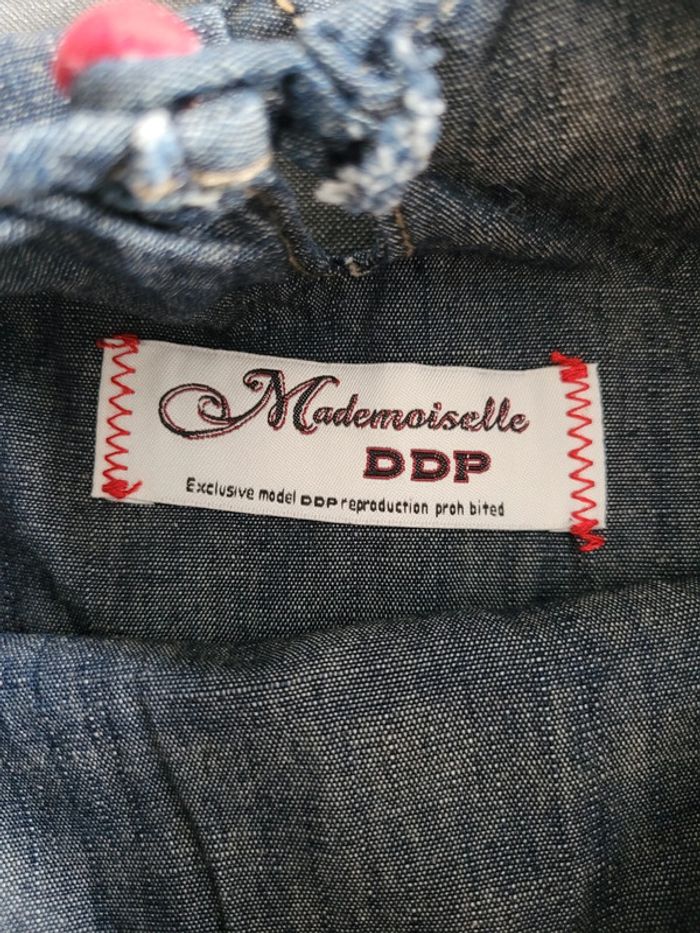 Mademoiselle
DDP
Exclusive model DDP reproduction proh bited